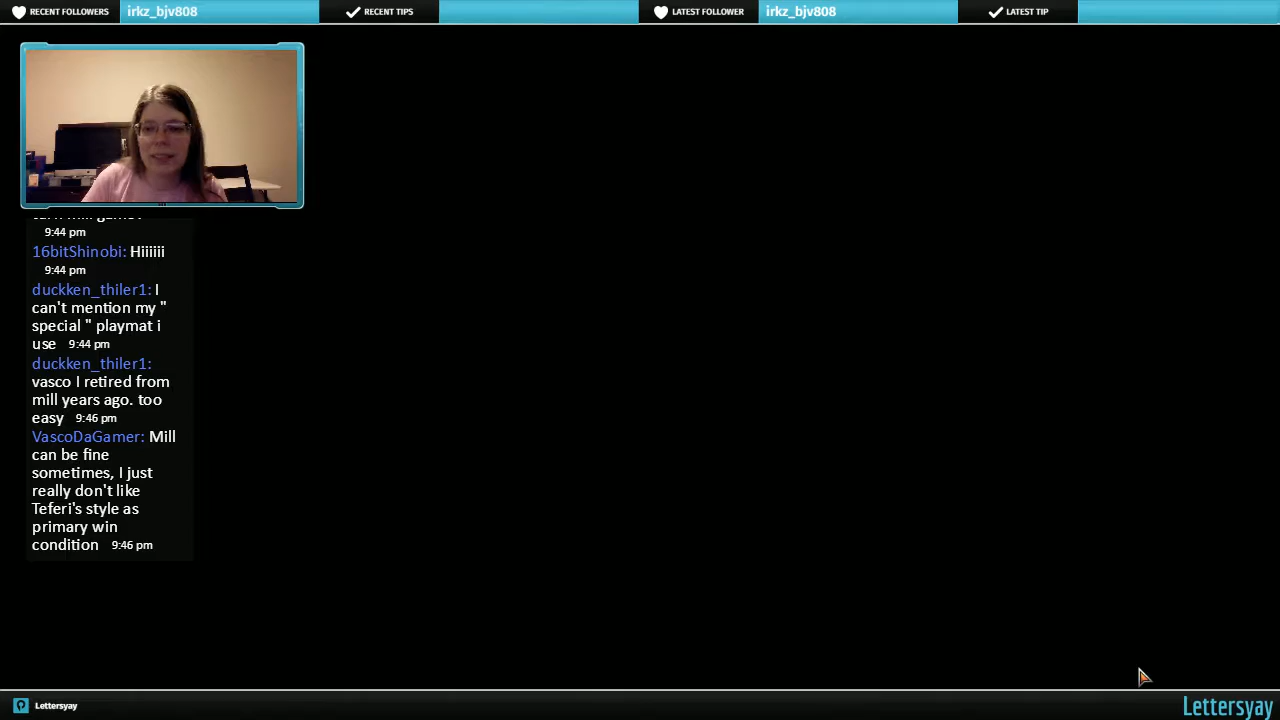 RECENT FOLLOWERS irkz_bjv808 RECENT TIPS LATEST FOLLOWER irkz_bjv808 LATEST TIP
9:44 pm
16bitShinobi: Hiiiiii
9:44 pm
duckken_thiler1: I
can't mention my "
special " playmat i
use 9:44 pm
duckken_thiler1:
vasco I retired from
mill years ago. too
easy 9:46 pm
VascoDaGamer: Mill
can be fine
sometimes, I just
really don't like
Teferi's style as
primary win
condition 9:46 pm
Lettersyay
Lettersyay